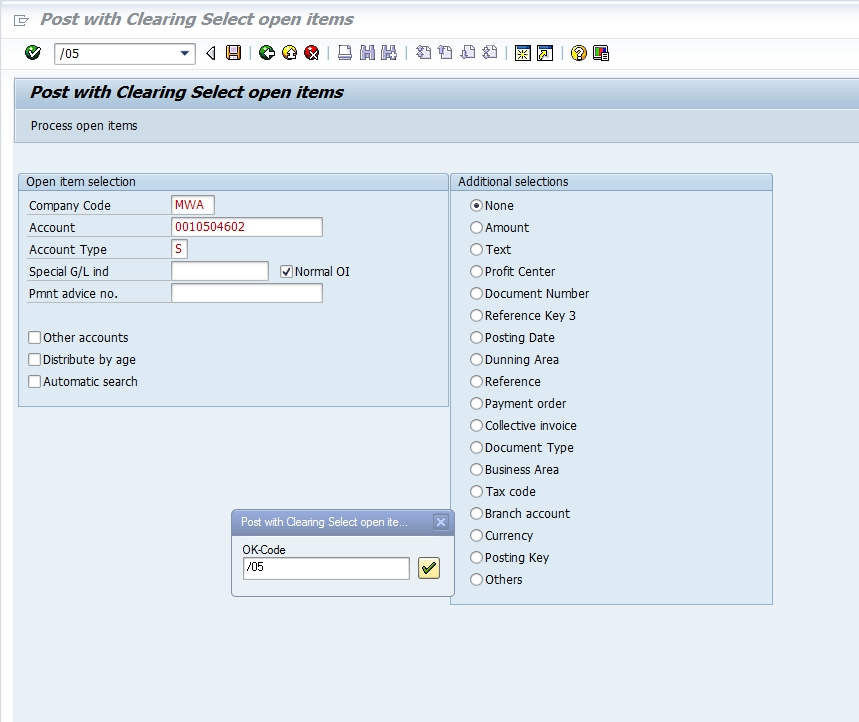 Post with Clearing Select open items
/05
Post with Clearing Select open items
Process open items
Open item selection
Company Code MWA
Account 0010504602
Account Type S
Special G/L ind Normal OI
Pmnt advice no.
Other accounts
Distribute by age
Automatic search
Additional selections
None
Amount
Text
Profit Center
Document Number
Reference Key 3
Posting Date
Dunning Area
Reference
Payment order
Collective invoice
Document Type
Business Area
Tax code
Branch account
Currency
Posting Key
Others
Post with Clearing Select open ite...
OK-Code
/05